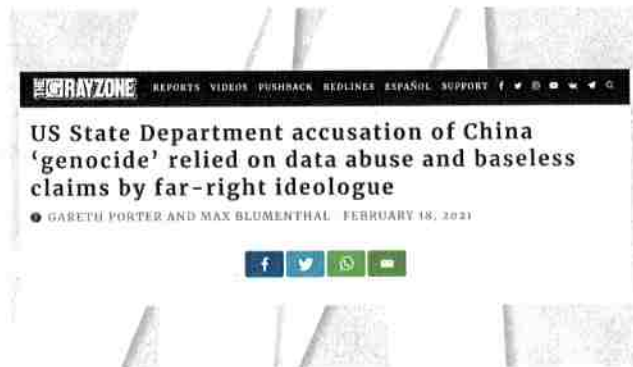 THE GRAYZONE REPORTS VIDEOS PUSHBACK REDLINES ESPAÑOL SUPPORT
US State Department accusation of China
‘genocide’ relied on data abuse and baseless
claims by far-right ideologue
GARETH PORTER AND MAX BLUMENTHAL FEBRUARY 18, 2021